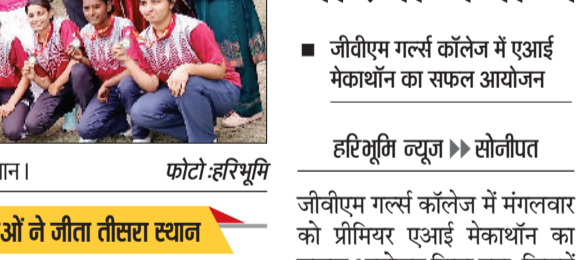 ान।
फोटो :हरिभूमि
ओं ने जीता तीसरा स्थान
■ जीवीएम गर्ल्स कॉलेज में एआई
मेकाथॉन का सफल आयोजन
हरिभूमि न्यूज ▶▶ सोनीपत
जीवीएम गर्ल्स कॉलेज में मंगलवार
को प्रीमियर एआई मेकाथॉन का